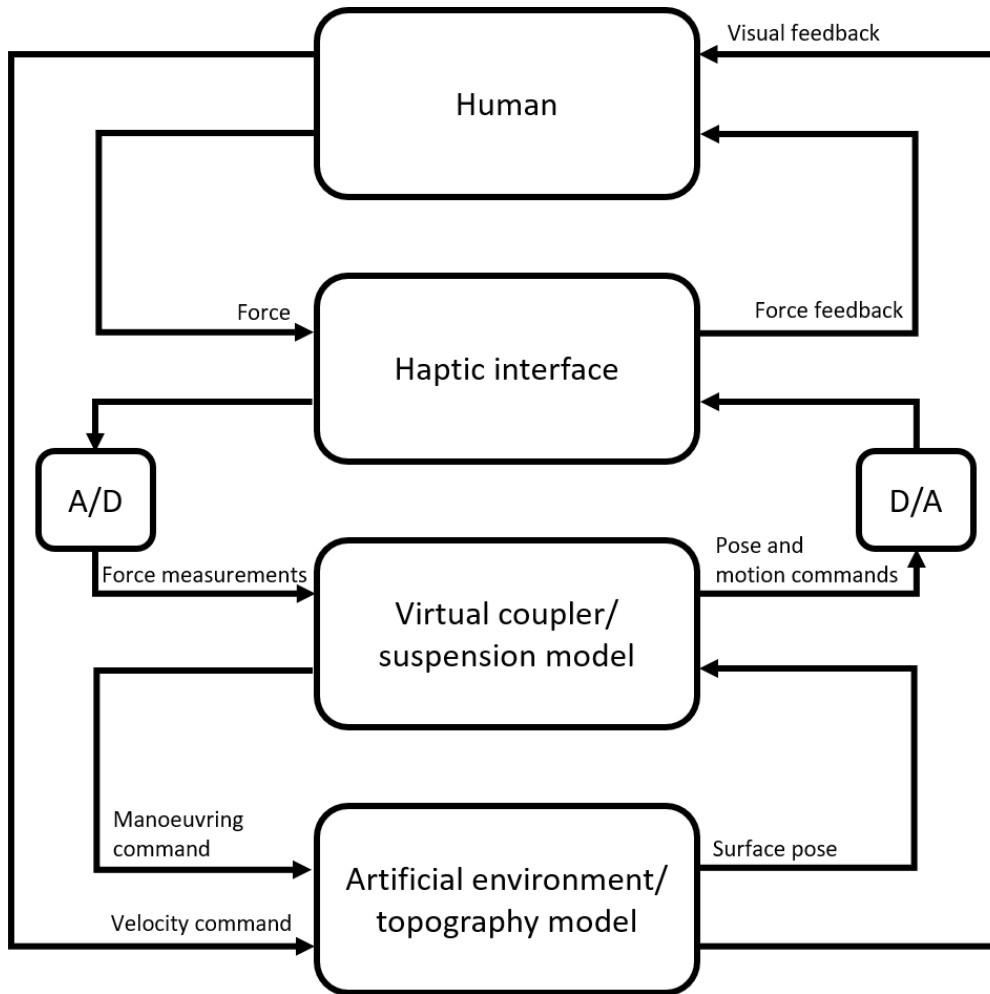 Visual feedback
Human
Force
Force feedback
Haptic interface
A/D
D/A
Force measurements
Pose and
motion commands
Virtual coupler/
suspension model
Manoeuvring
command
Surface pose
Artificial environment/
topography model
Velocity command